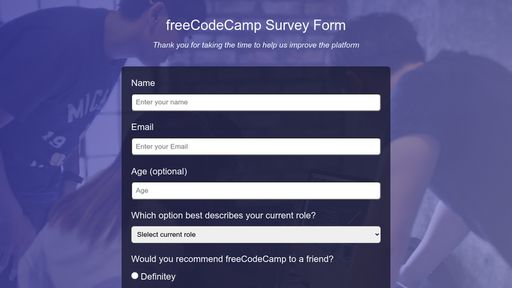 freeCodeCamp Survey Form
Thank you for taking the time to help us improve the platform
Name
Enter your name
Email
Enter your Email
Age (optional)
Age
Which option best describes your current role?
Slelect current role
Would you recommend freeCodeCamp to a friend?
Definitey